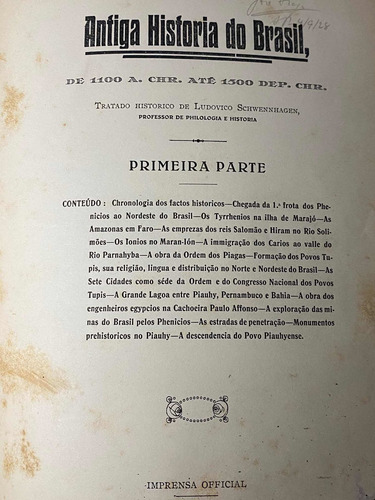 Antiga Historia do Brasil,
DE 1100 A. CHR. ATÉ 1500 DEP. CHR.
TRATADO HISTORICO DE LUDOVICO SCHWENNHAGEN,
PROFESSOR DE PHILOLOGIA E HISTORIA
PRIMEIRA PARTE
CONTEÚDO : Chronologia dos factos historicos—Chegada da 1.ª frota dos Phe-
nicios ao Nordeste do Brasil—Os Tyrrhenios na ilha de Marajó—As
Amazonas em Faro—As emprezas dos reis Salomão e Hiram no Rio Soli-
mões—Os Ionios no Maran-Ión—A immigração dos Carios ao valle do
Rio Parnahyba—A obra da Ordem dos Piagas—Formação dos Povos Tu-
pis, sua religião, lingua e distribuição no Norte e Nordeste do Brasil—As
Sete Cidades como séde da Ordem e do Congresso Nacional dos Povos
Tupis—A Grande Lagoa entre Piauhy, Pernambuco e Bahia—A obra dos
engenheiros egypcios na Cachoeira Paulo Affonso—A exploração das mi-
nas do Brasil pelos Phenicios—As estradas de penetração—Monumentos
prehistoricos no Piauhy—A descendencia do Povo Piauhyense.
IMPRENSA OFFICIAL